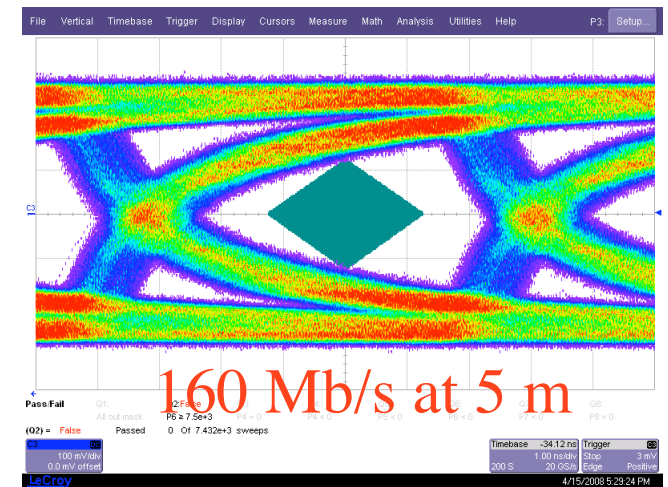 File Vertical Timebase Trigger Display Cursors Measure Math Analysis Utilities Help P3: Setup...
C3
160 Mb/s at 5 m
Pass/Fail Q1: Q2:False
All out mask P6 ≥ 7.5e+3 P4 < 0 P5 < 0 P6 < 0 P7 < 0 P8 < 0
(Q2) = False Passed 0 Of 7.432e+3 sweeps
C3
100 mV/div
0.0 mV offset
Timebase -34.12 ns Trigger C3
1.00 ns/div Stop 3 mV
200 S 20 GS/s Edge Positive
LeCroy 4/15/2008 5:29:24 PM